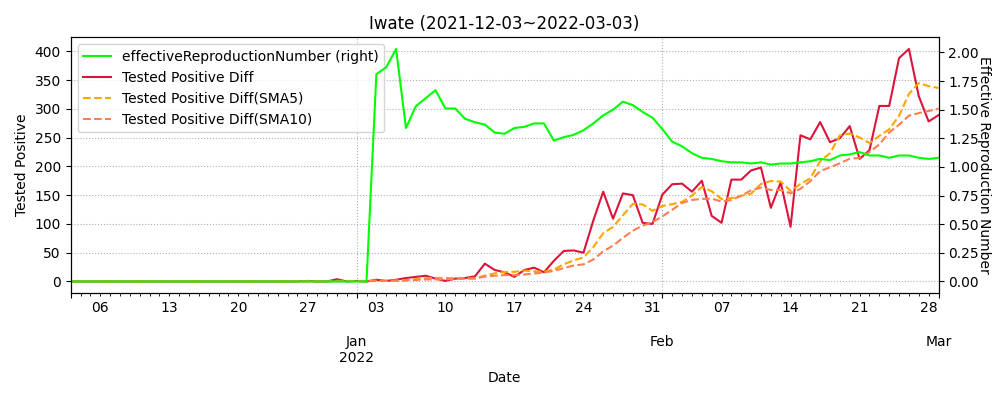 Iwate (2021-12-03~2022-03-03)
effectiveReproductionNumber (right)
Tested Positive Diff
Tested Positive Diff(SMA5)
Tested Positive Diff(SMA10)
Tested Positive
400
350
300
250
200
150
100
50
0
2.00
1.75
1.50
1.25
1.00
0.75
0.50
0.25
0.00
Effective Reproduction Number
06 13 20 27 03 10 17 24 31 07 14 21 28
Jan Feb Mar
2022
Date